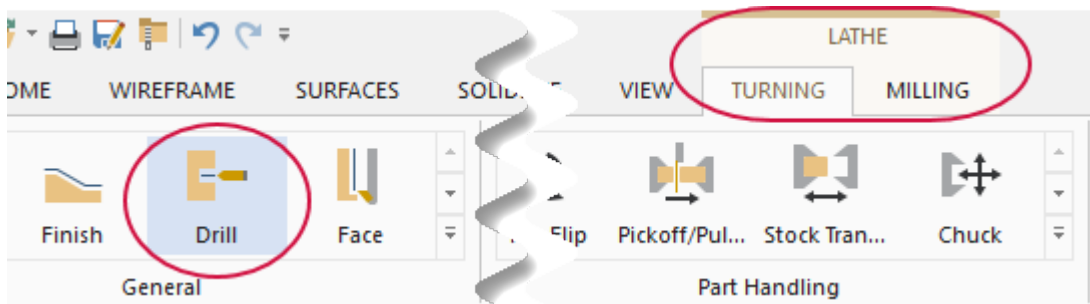 LATHE
OME WIREFRAME SURFACES SOLID VIEW TURNING MILLING
Finish Drill Face Flip Pickoff/Pul... Stock Tran... Chuck
General Part Handling